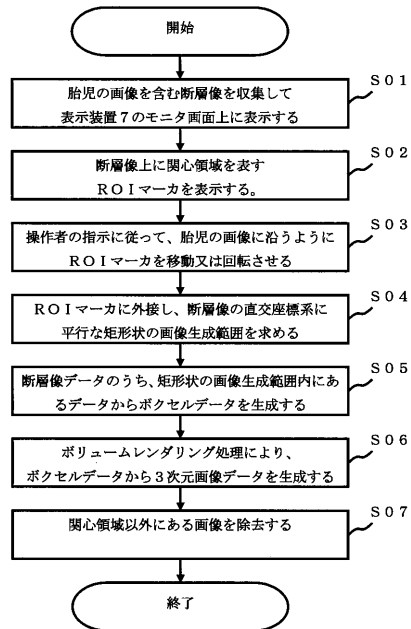 開始
S01
胎児の画像を含む断層像を収集して
表示装置7のモニタ画面上に表示する
S02
断層像上に関心領域を表す
ROIマーカを表示する。
S03
操作者の指示に従って、胎児の画像に沿うように
ROIマーカを移動又は回転させる
S04
ROIマーカに外接し、断層像の直交座標系に
平行な矩形状の画像生成範囲を求める
S05
断層像データのうち、矩形状の画像生成範囲内にあ
るデータからボクセルデータを生成する
S06
ボリュームレンダリング処理により、
ボクセルデータから3次元画像データを生成する
S07
関心領域以外にある画像を除去する
終了